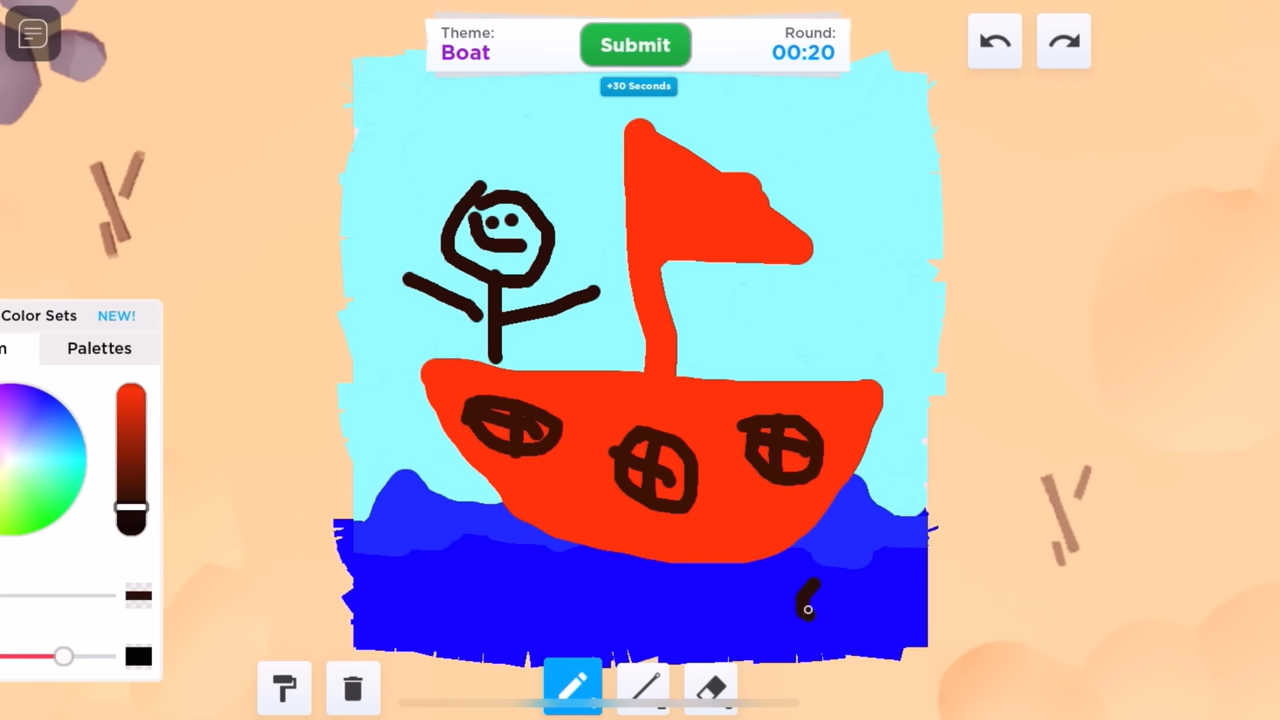 Theme:
Boat
Submit
Round:
00:20
+30 Seconds
Color Sets NEW!
Palettes